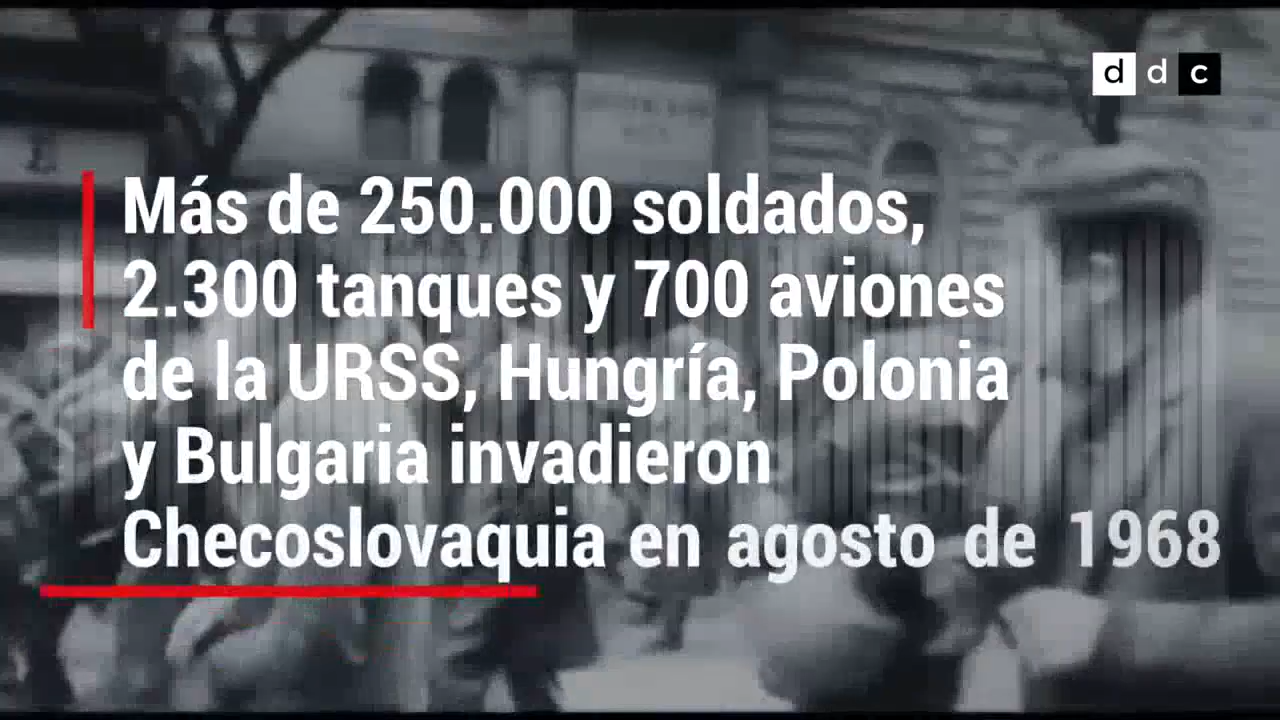 d d c
Más de 250.000 soldados,
2.300 tanques y 700 aviones
de la URSS, Hungría, Polonia
y Bulgaria invadieron
Checoslovaquia en agosto de 1968